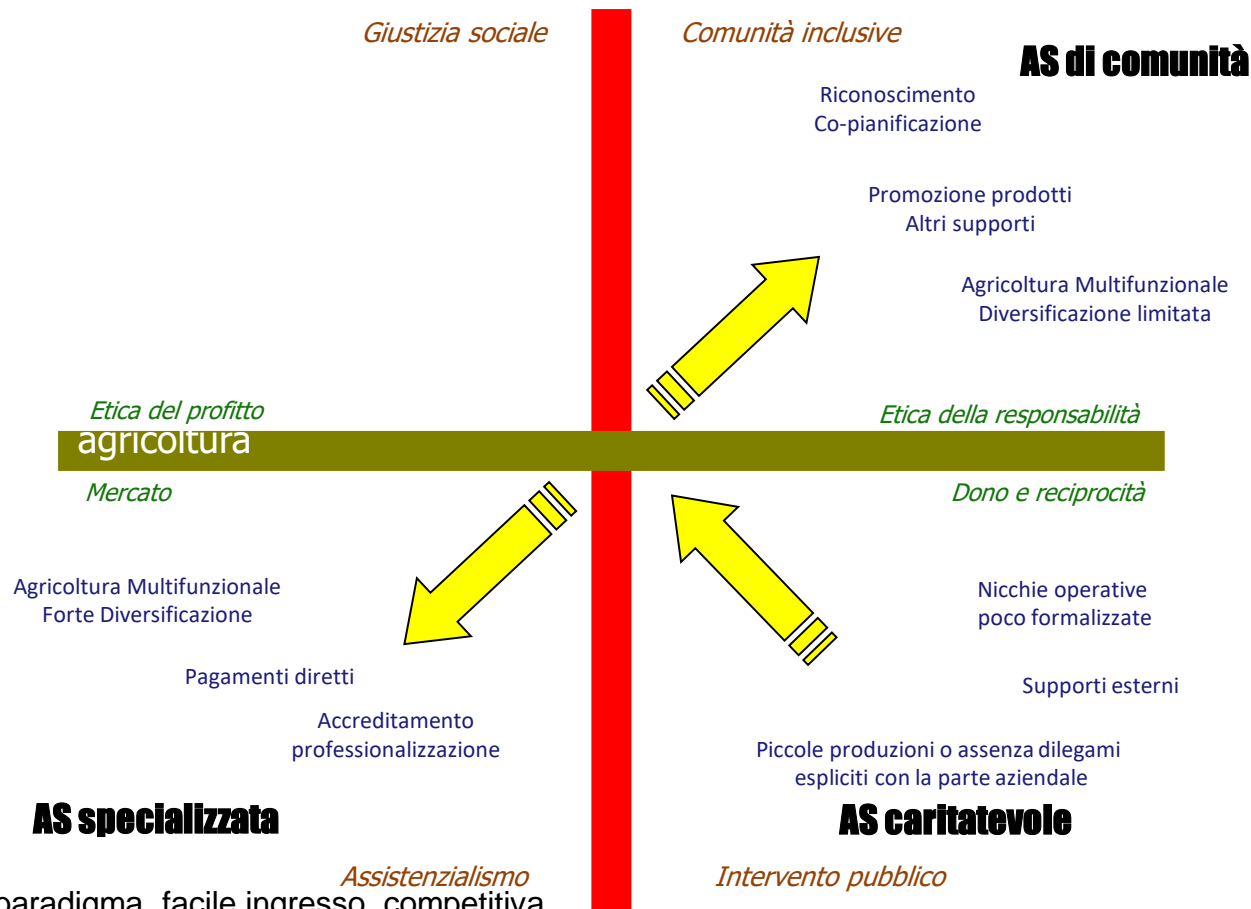 Giustizia sociale
Comunità inclusive
AS di comunità
Riconoscimento
Co-pianificazione
Promozione prodotti
Altri supporti
Agricoltura Multifunzionale
Diversificazione limitata
Etica del profitto
Etica della responsabilità
agricoltura
Mercato
Dono e reciprocità
Agricoltura Multifunzionale
Forte Diversificazione
Nicchie operative
poco formalizzate
Pagamenti diretti
Supporti esterni
Accreditamento
professionalizzazione
Piccole produzioni o assenza dilegami
espliciti con la parte aziendale
AS specializzata
AS caritatevole
Assistenzialismo
Intervento pubblico
paradigma, facile ingresso, competitiva